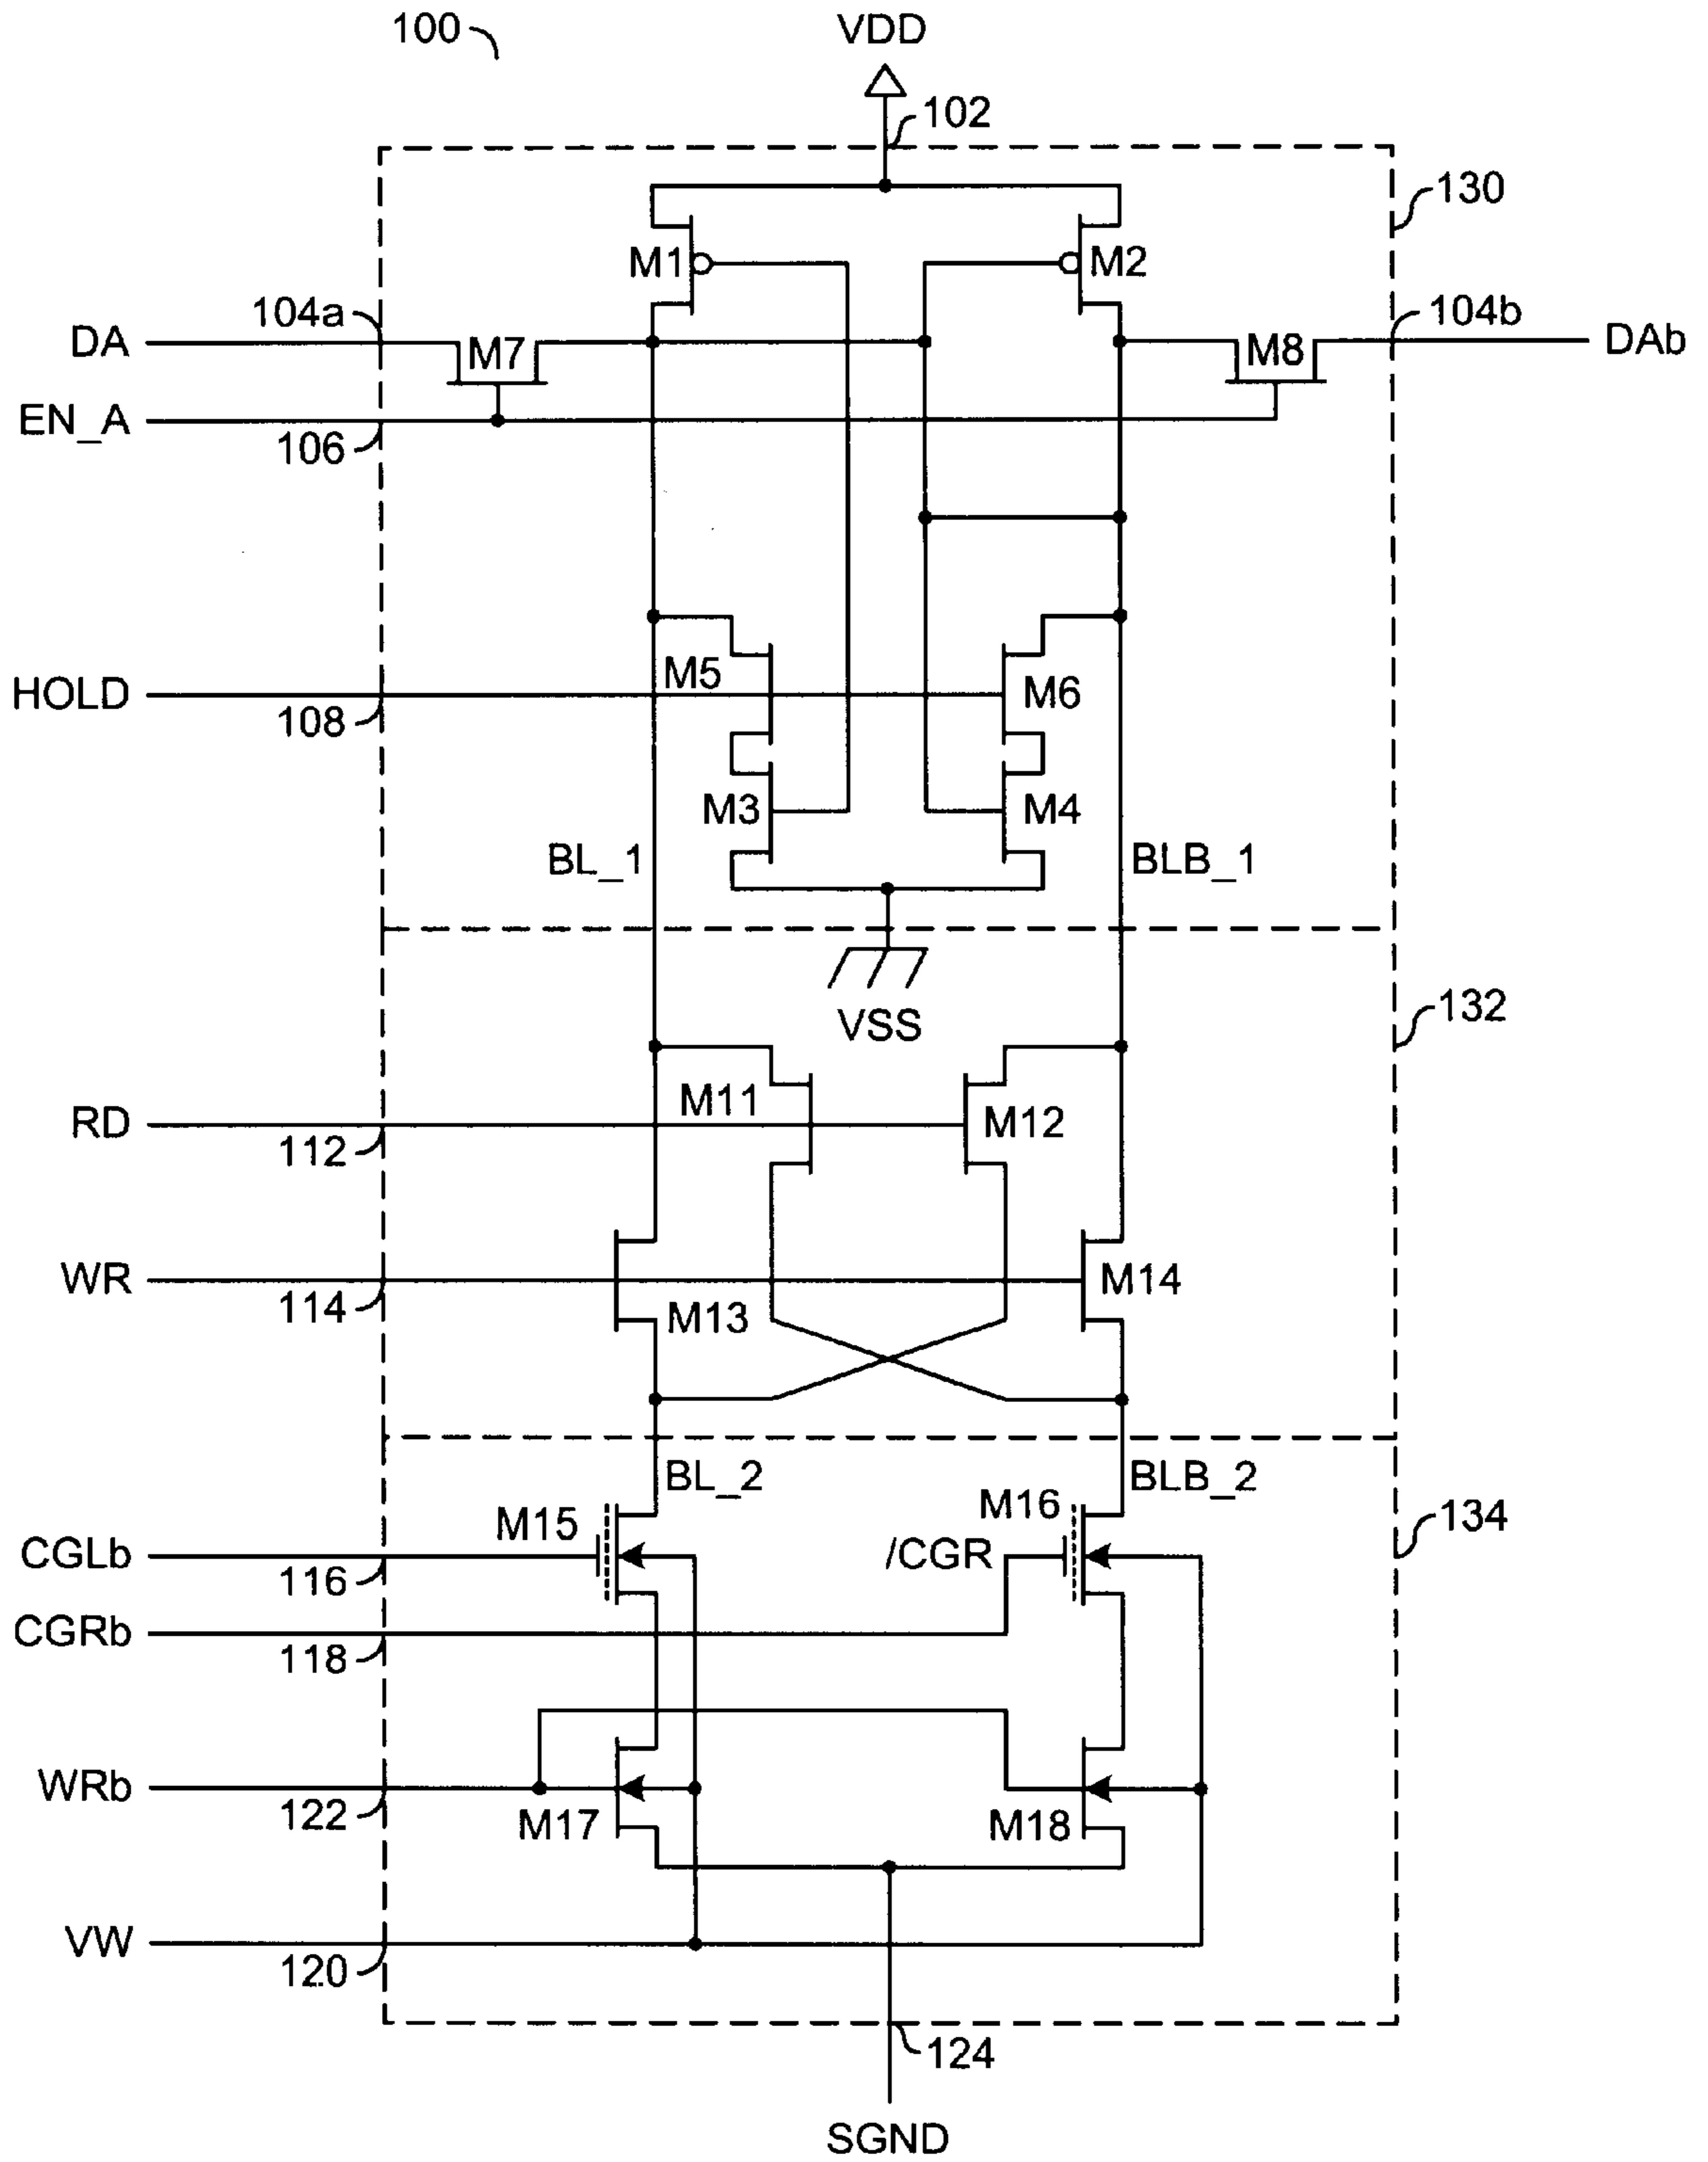 100
VDD
102
130
M1
M2
104a
104b
DA
M7
M8
DAb
EN_A
106
M5
M6
HOLD
108
M3
M4
BL_1
BLB_1
132
VSS
M11
M12
RD
112
WR
114
M13
M14
BL_2
BLB_2
M15
M16
134
CGLb
/CGR
116
CGRb
118
WRb
122
M17
M18
VW
120
124
SGND